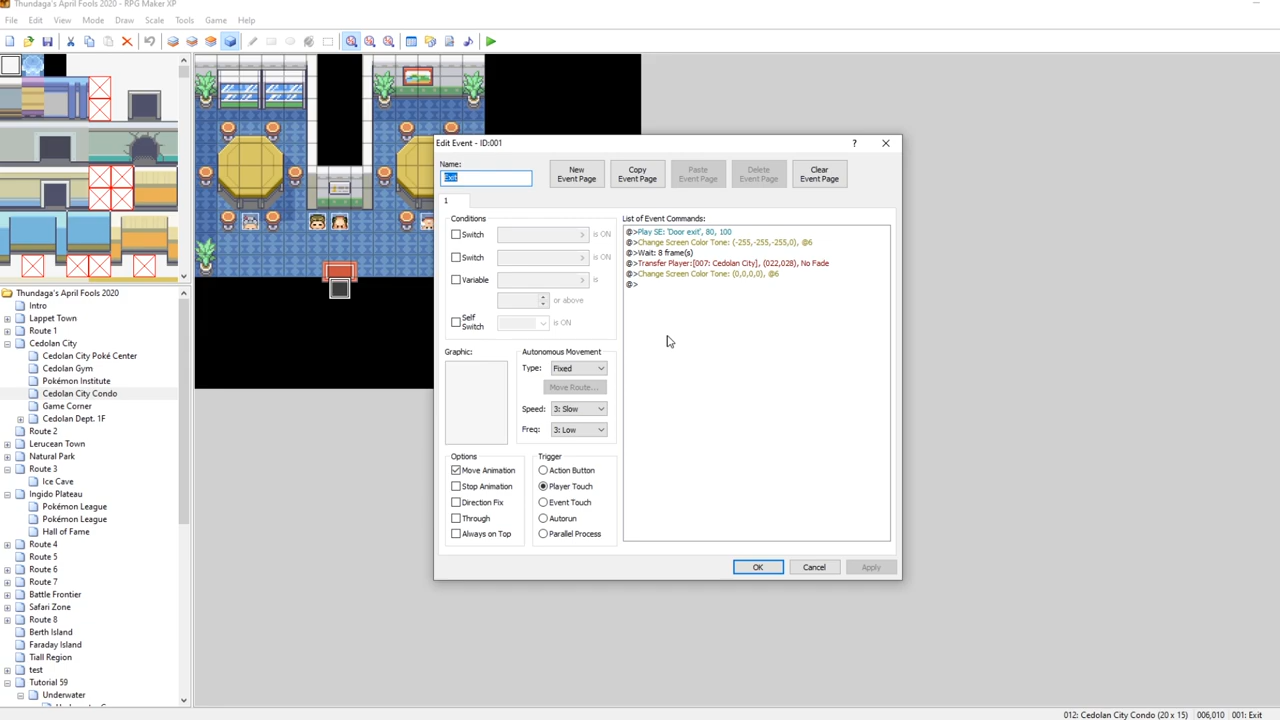 Thundaga's April Fools 2020 - RPG Maker XP
File Edit View Mode Draw Scale Tools Game Help
Edit Event - ID:001
Name:
Exit
New Event Page
Copy Event Page
Paste Event Page
Delete Event Page
Clear Event Page
1
Conditions
Switch is ON
Switch is ON
Variable is
or above
Self Switch is ON
Graphic:
Autonomous Movement
Type: Fixed
Move Route...
Speed: 3: Slow
Freq: 3: Low
Options
Move Animation
Stop Animation
Direction Fix
Through
Always on Top
Trigger
Action Button
Player Touch
Event Touch
Autorun
Parallel Process
List of Event Commands:
@>Play SE: 'Door exit', 80, 100
@>Change Screen Color Tone: (-255,-255,-255,0), @6
@>Wait: 8 frame(s)
@>Transfer Player:[007: Cedolan City], (022,028), No Fade
@>Change Screen Color Tone: (0,0,0,0), @6
@>
OK Cancel Apply
Thundaga's April Fools 2020
Intro
Lappet Town
Route 1
Cedolan City
Cedolan City Poké Center
Cedolan Gym
Pokémon Institute
Cedolan City Condo
Game Corner
Cedolan Dept. 1F
Route 2
Lerucean Town
Natural Park
Route 3
Ice Cave
Ingido Plateau
Pokémon League
Pokémon League
Hall of Fame
Route 4
Route 5
Route 6
Route 7
Battle Frontier
Safari Zone
Route 8
Berth Island
Faraday Island
Tiall Region
test
Tutorial 59
Underwater
012: Cedolan City Condo (20 x 15) 006,010 001: Exit